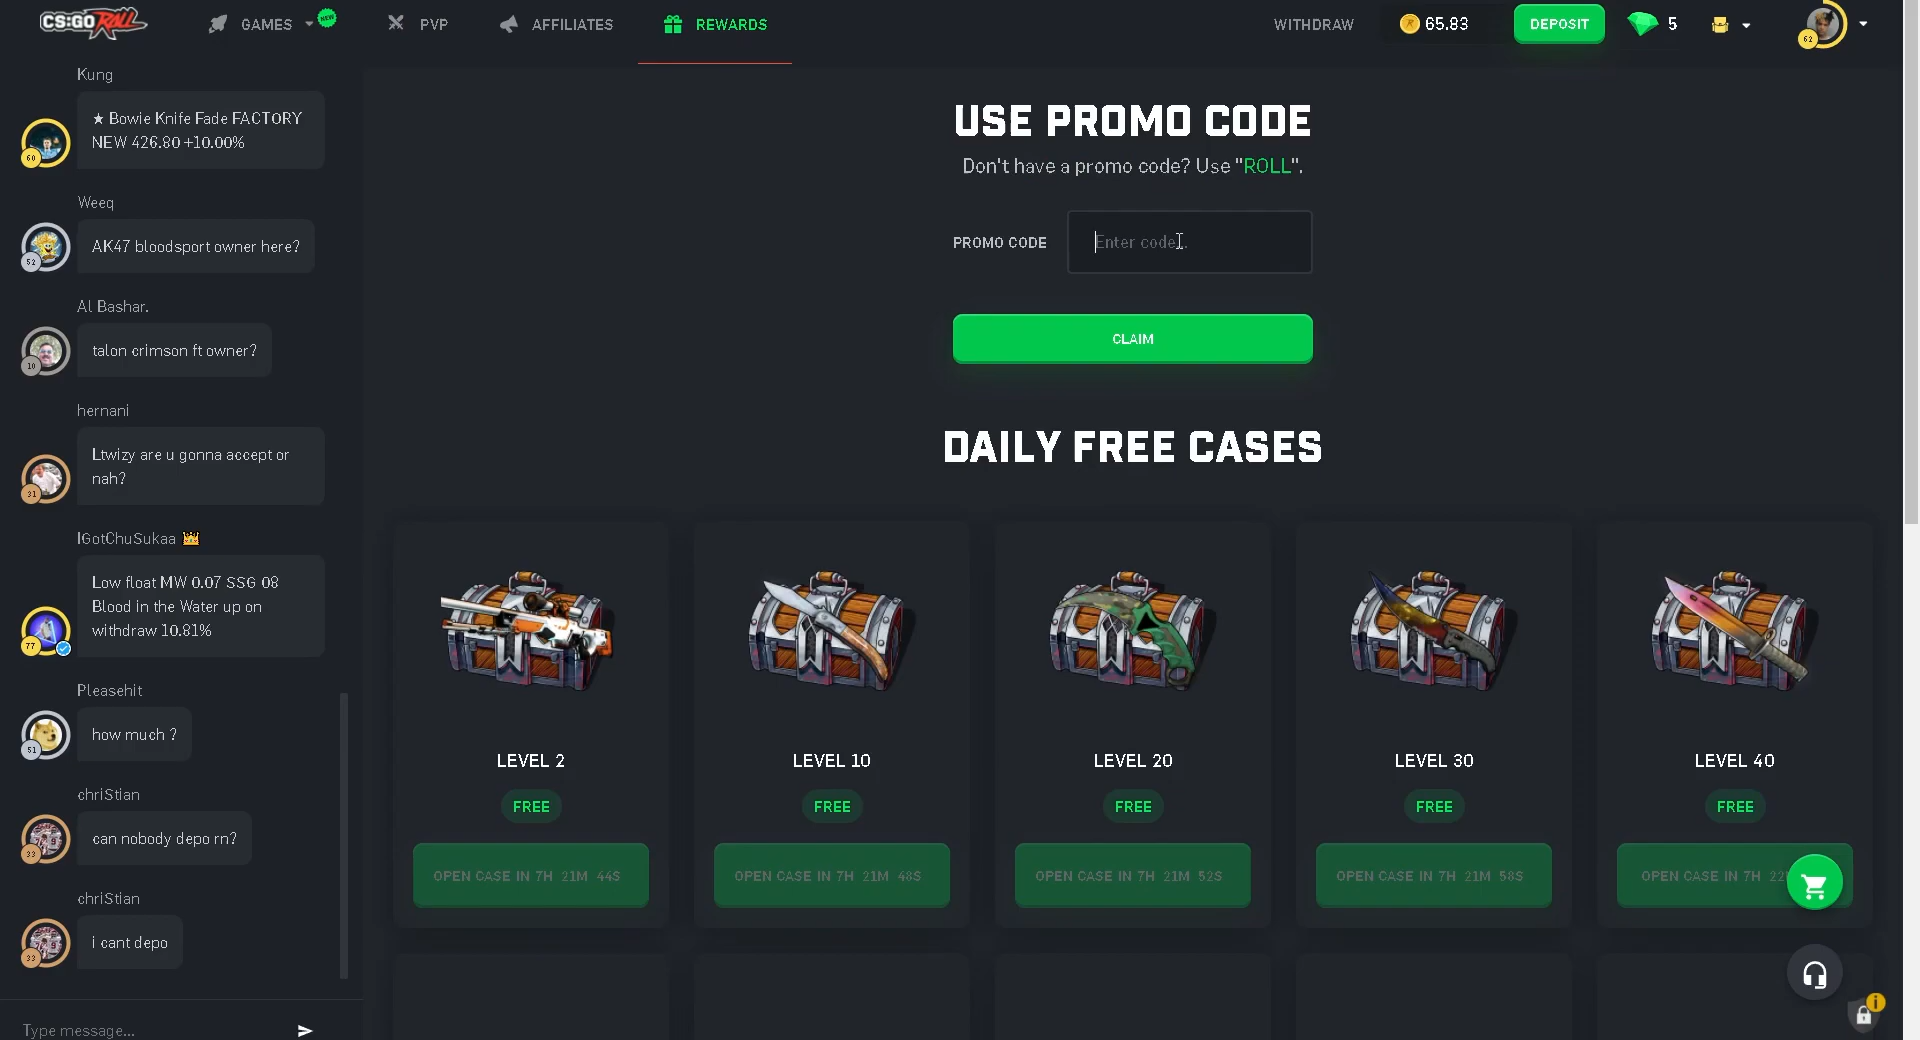 CS:GOROLL
GAMES
NEW
PVP
AFFILIATES
REWARDS
WITHDRAW
65.83
DEPOSIT
5
62
Kung
★ Bowie Knife Fade FACTORY
NEW 426.80 +10.00%
60
Weeq
AK47 bloodsport owner here?
52
Al Bashar.
talon crimson ft owner?
10
hernani
Ltwizy are u gonna accept or
nah?
31
IGotChuSukaa 👑
Low float MW 0.07 SSG 08
Blood in the Water up on
withdraw 10.81%
77
Pleasehit
how much ?
51
chriStian
can nobody depo rn?
33
chriStian
i cant depo
33
Type message...
USE PROMO CODE
Don't have a promo code? Use "ROLL".
PROMO CODE
Enter code...
CLAIM
DAILY FREE CASES
LEVEL 2
FREE
OPEN CASE IN 7H 21M 44S
LEVEL 10
FREE
OPEN CASE IN 7H 21M 48S
LEVEL 20
FREE
OPEN CASE IN 7H 21M 52S
LEVEL 30
FREE
OPEN CASE IN 7H 21M 58S
LEVEL 40
FREE
OPEN CASE IN 7H